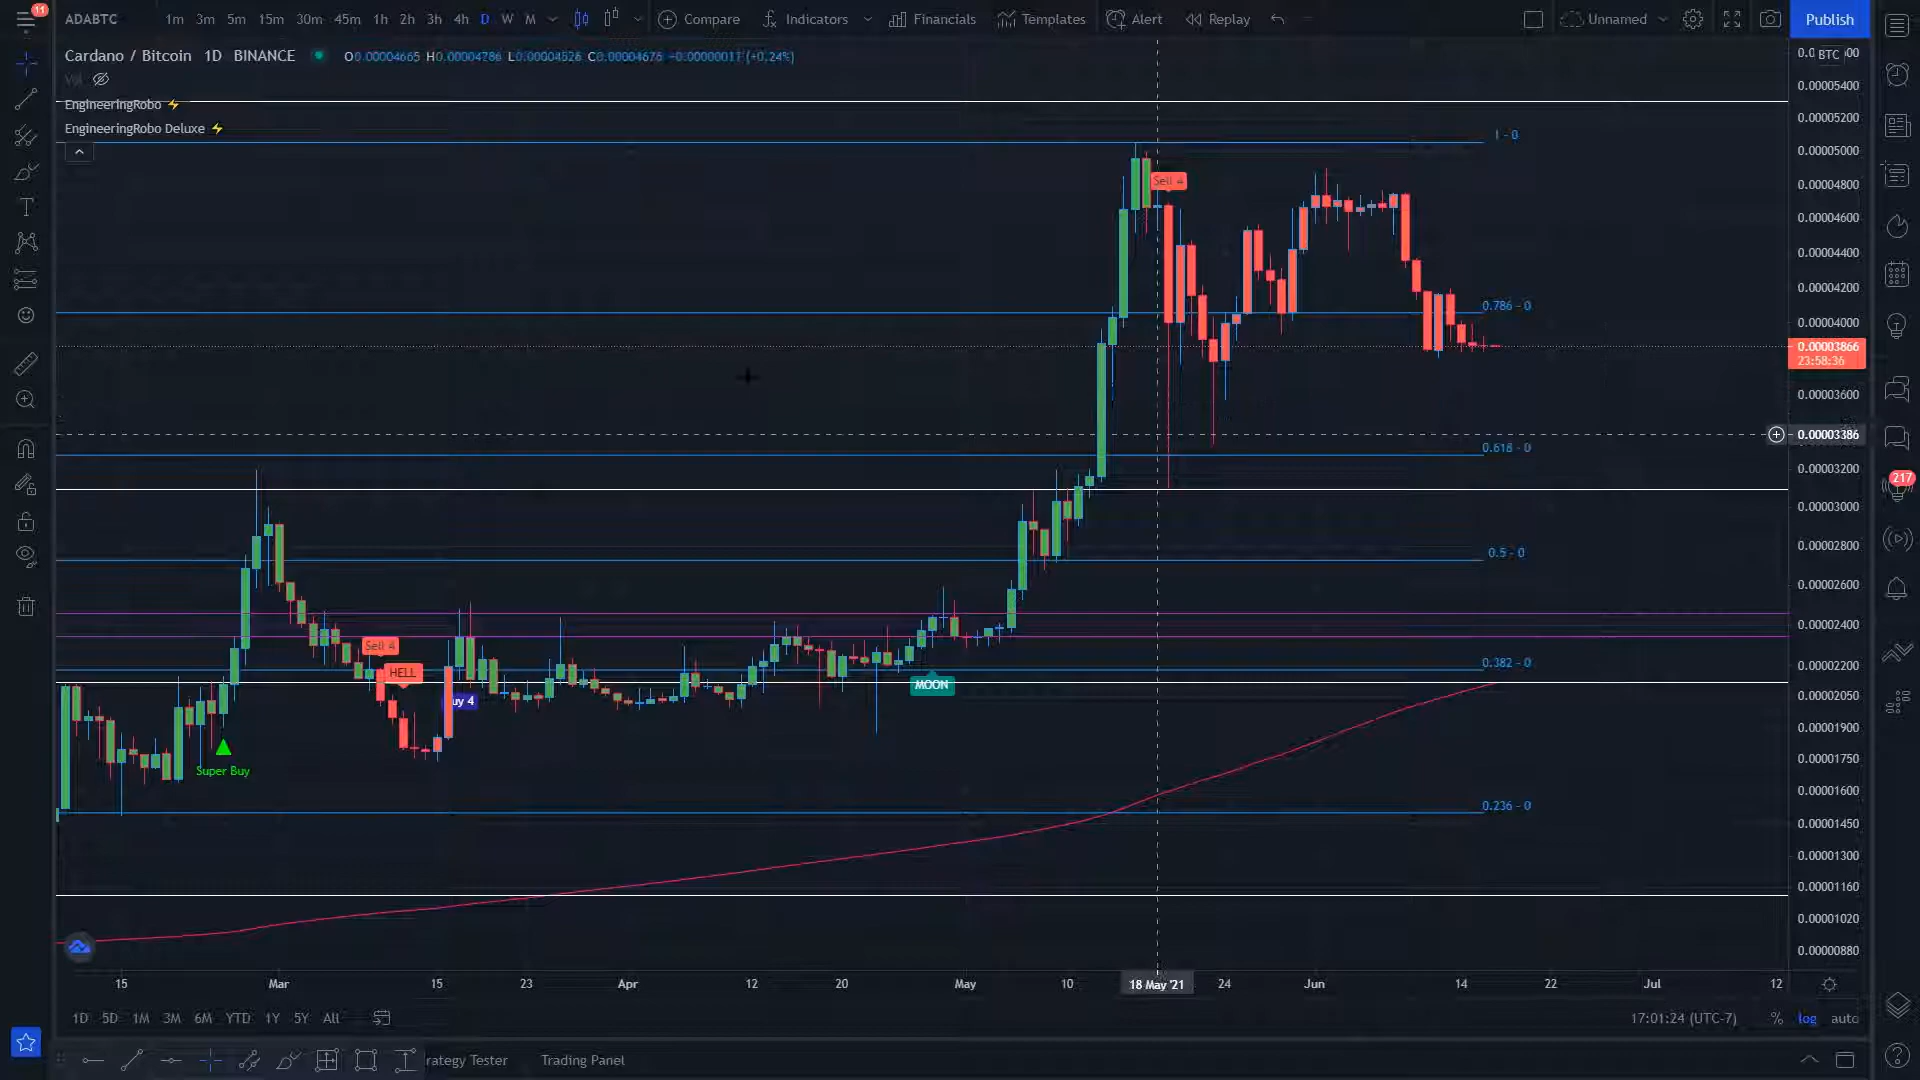 11
ADABTC
1m 3m 5m 15m 30m 45m 1h 2h 3h 4h D W M
Compare
Indicators
Financials
Templates
Alert
Replay
Unnamed
Publish
Cardano / Bitcoin 1D BINANCE
O0.00004665 H0.00004786 L0.00004526 C0.00004676 −0.00000011 (+0.24%)
Vol
EngineeringRobo ⚡
EngineeringRobo Deluxe ⚡
BTC
0.00005400
0.00005200
0.00005000
0.00004800
0.00004600
0.00004400
0.00004200
0.00004000
0.00003866
23:58:36
0.00003600
0.00003386
0.00003200
0.00003000
0.00002800
0.00002600
0.00002400
0.00002200
0.00002050
0.00001900
0.00001750
0.00001600
0.00001450
0.00001300
0.00001160
0.00001020
0.00000880
1 - 0
0.786 - 0
0.618 - 0
0.5 - 0
0.382 - 0
0.236 - 0
Sell 4
Sell 4
HELL
uy 4
MOON
Super Buy
217
15 Mar 15 23 Apr 12 20 May 10 18 May '21 24 Jun 14 22 Jul 12
1D 5D 1M 3M 6M YTD 1Y 5Y All
17:01:24 (UTC-7) % log auto
rategy Tester
Trading Panel